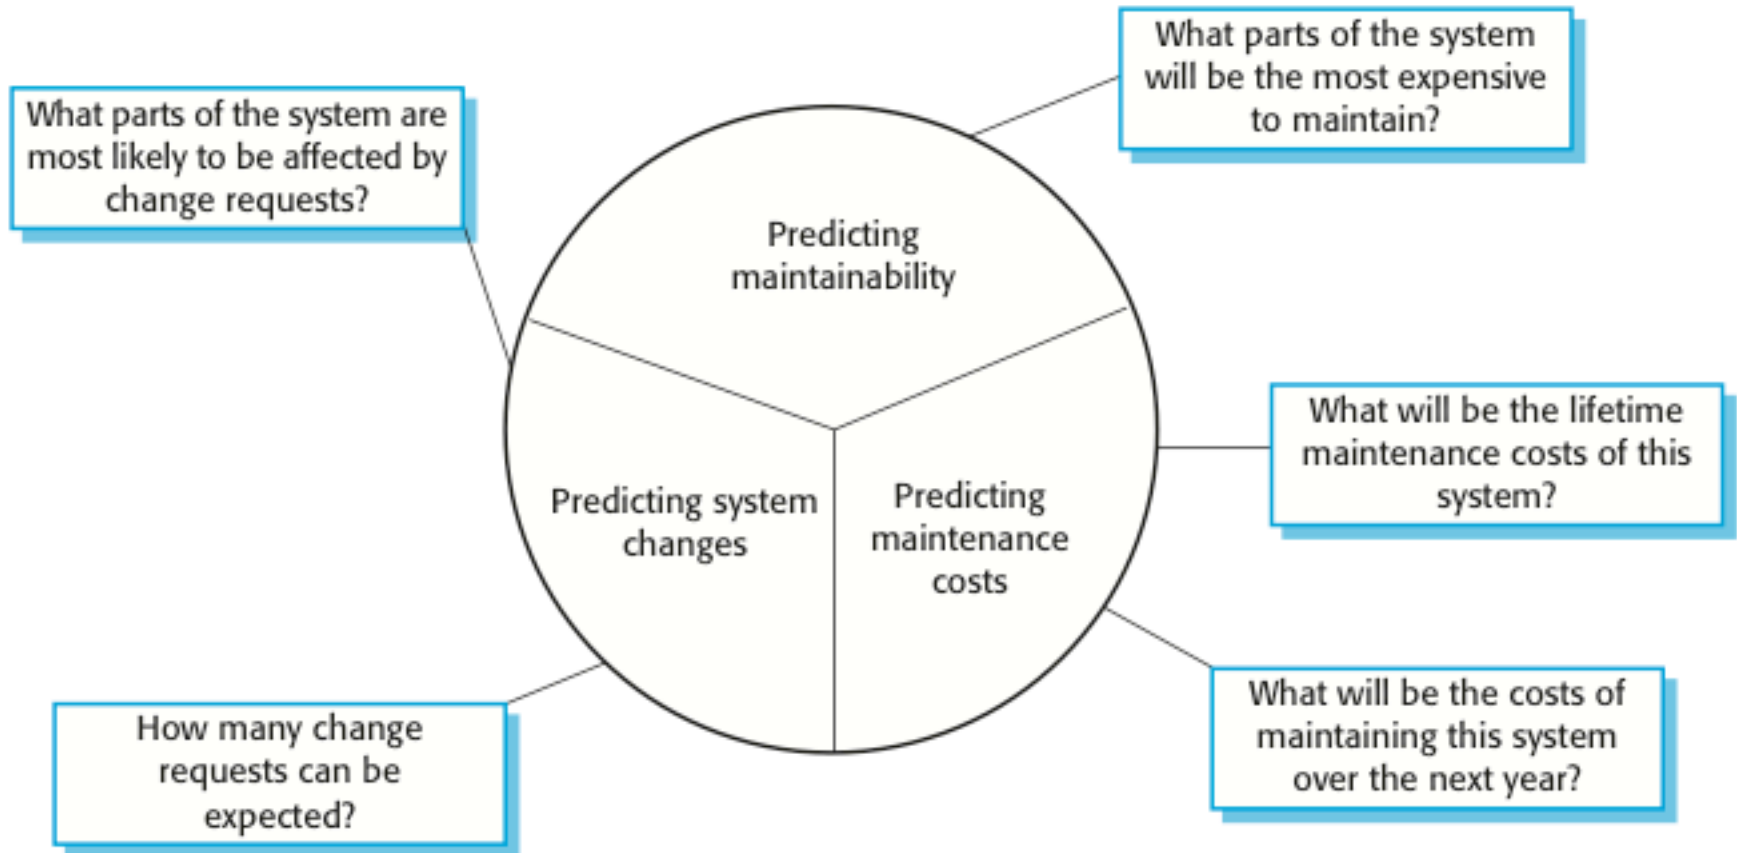 What parts of the system
will be the most expensive
to maintain?
What parts of the system are
most likely to be affected by
change requests?
Predicting
maintainability
What will be the lifetime
maintenance costs of this
system?
Predicting system
changes
Predicting
maintenance
costs
What will be the costs of
maintaining this system
over the next year?
How many change
requests can be
expected?